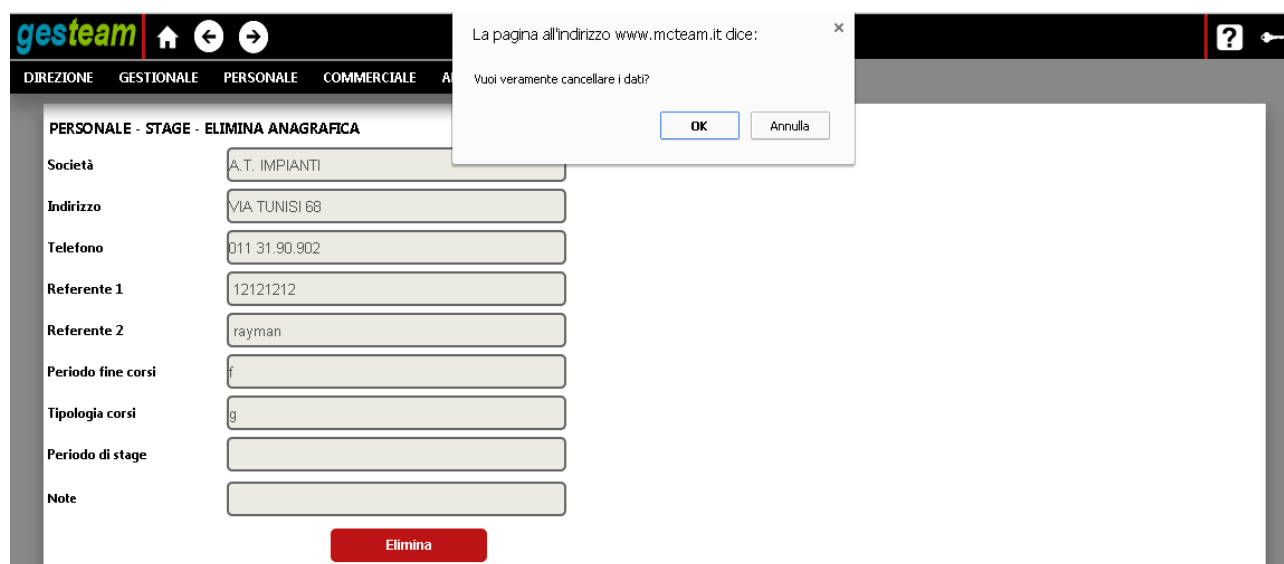 gesteam
La pagina all'indirizzo www.mcteam.it dice:
Vuoi veramente cancellare i dati?
OK Annulla
DIREZIONE GESTIONALE PERSONALE COMMERCIALE
PERSONALE - STAGE - ELIMINA ANAGRAFICA
Società A.T. IMPIANTI
Indirizzo VIA TUNISI 68
Telefono 011 31.90.902
Referente 1 12121212
Referente 2 rayman
Periodo fine corsi f
Tipologia corsi g
Periodo di stage
Note
Elimina